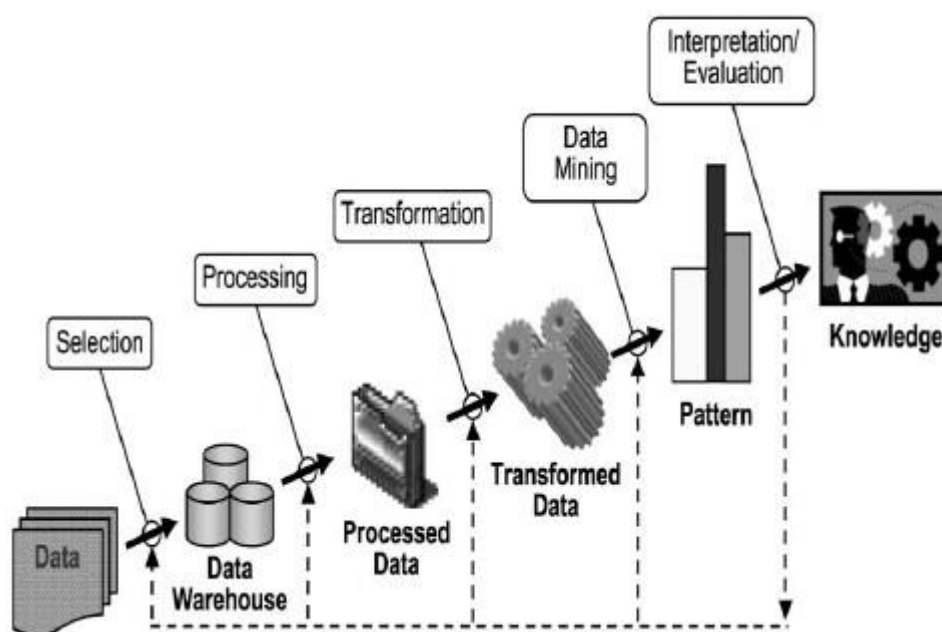 Interpretation/
Evaluation
Data
Mining
Transformation
Processing
Selection
Knowledge
Pattern
Transformed
Data
Processed
Data
Data
Warehouse
Data